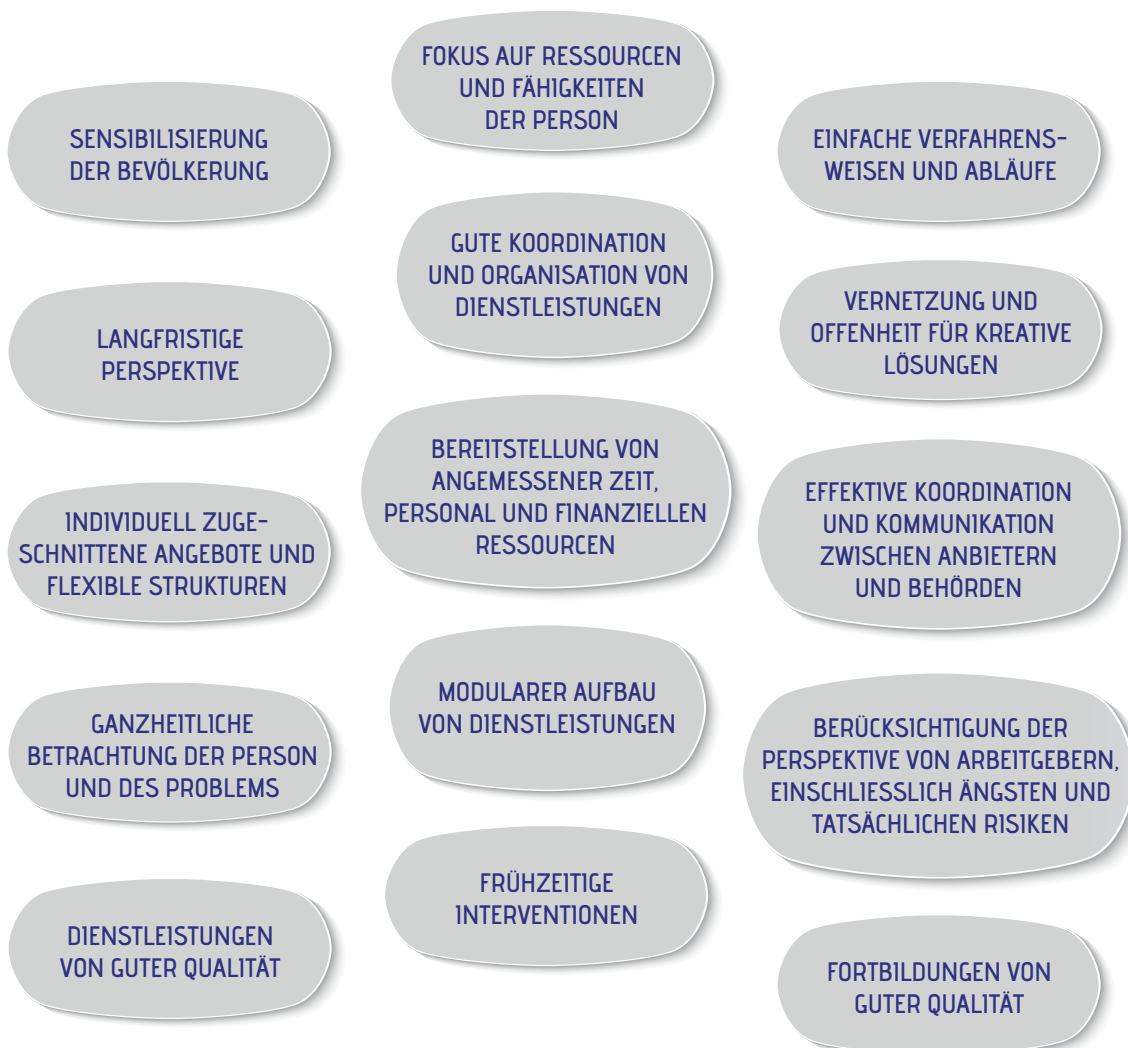 SENSIBILISIERUNG
DER BEVÖLKERUNG
LANGFRISTIGE
PERSPEKTIVE
INDIVIDUELL ZUGE-
SCHNITTENE ANGEBOTE UND
FLEXIBLE STRUKTUREN
GANZHEITLICHE
BETRACHTUNG DER PERSON
UND DES PROBLEMS
DIENSTLEISTUNGEN
VON GUTER QUALITÄT
FOKUS AUF RESSOURCEN
UND FÄHIGKEITEN
DER PERSON
GUTE KOORDINATION
UND ORGANISATION VON
DIENSTLEISTUNGEN
BEREITSTELLUNG VON
ANGEMESSENER ZEIT,
PERSONAL UND FINANZIELLEN
RESSOURCEN
MODULARER AUFBAU
VON DIENSTLEISTUNGEN
FRÜHZEITIGE
INTERVENTIONEN
EINFACHE VERFAHRENS-
WEISEN UND ABLÄUFE
VERNETZUNG UND
OFFENHEIT FÜR KREATIVE
LÖSUNGEN
EFFEKTIVE KOORDINATION
UND KOMMUNIKATION
ZWISCHEN ANBIETERN
UND BEHÖRDEN
BERÜCKSICHTIGUNG DER
PERSPEKTIVE VON ARBEITGEBERN,
EINSCHLIESSLICH ÄNGSTEN UND
TATSÄCHLICHEN RISIKEN
FORTBILDUNGEN VON
GUTER QUALITÄT